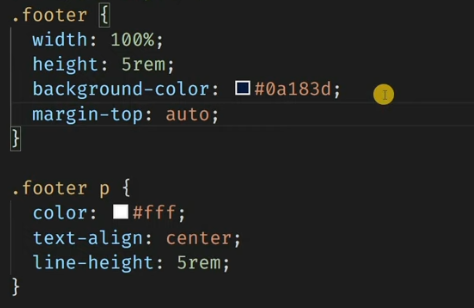 .footer {
  width: 100%;
  height: 5rem;
  background-color: #0a183d;
  margin-top: auto;
}
.footer p {
  color: #fff;
  text-align: center;
  line-height: 5rem;
}